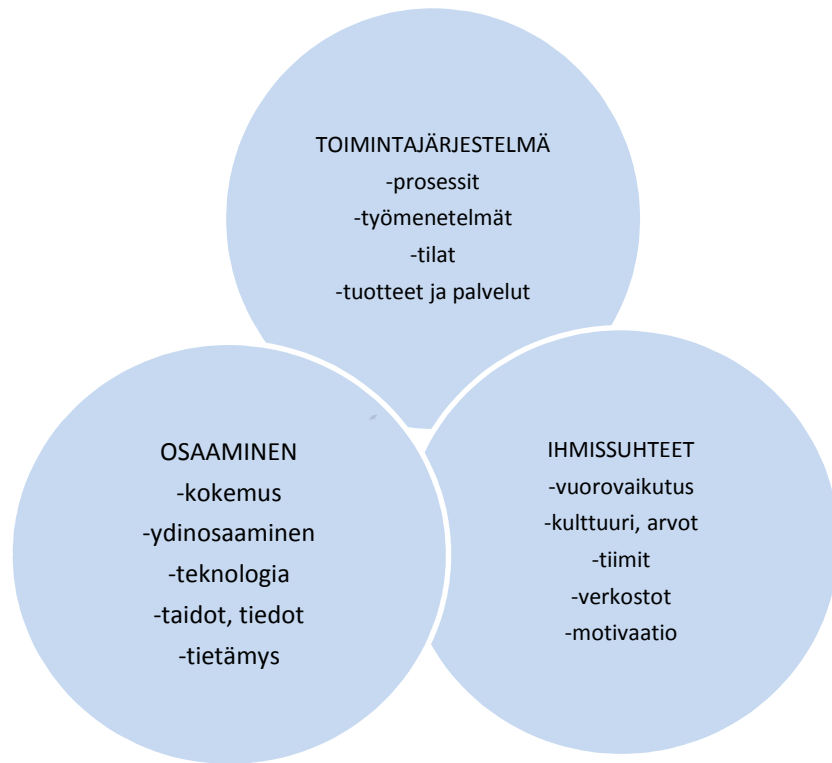 TOIMINTAJÄRJESTELMÄ
-prosessit
-työmenetelmät
-tilat
-tuotteet ja palvelut
OSAAMINEN
-kokemus
-ydinosaaminen
-teknologia
-taidot, tiedot
-tietämys
IHMISSUHTEET
-vuorovaikutus
-kulttuuri, arvot
-tiimit
-verkostot
-motivaatio